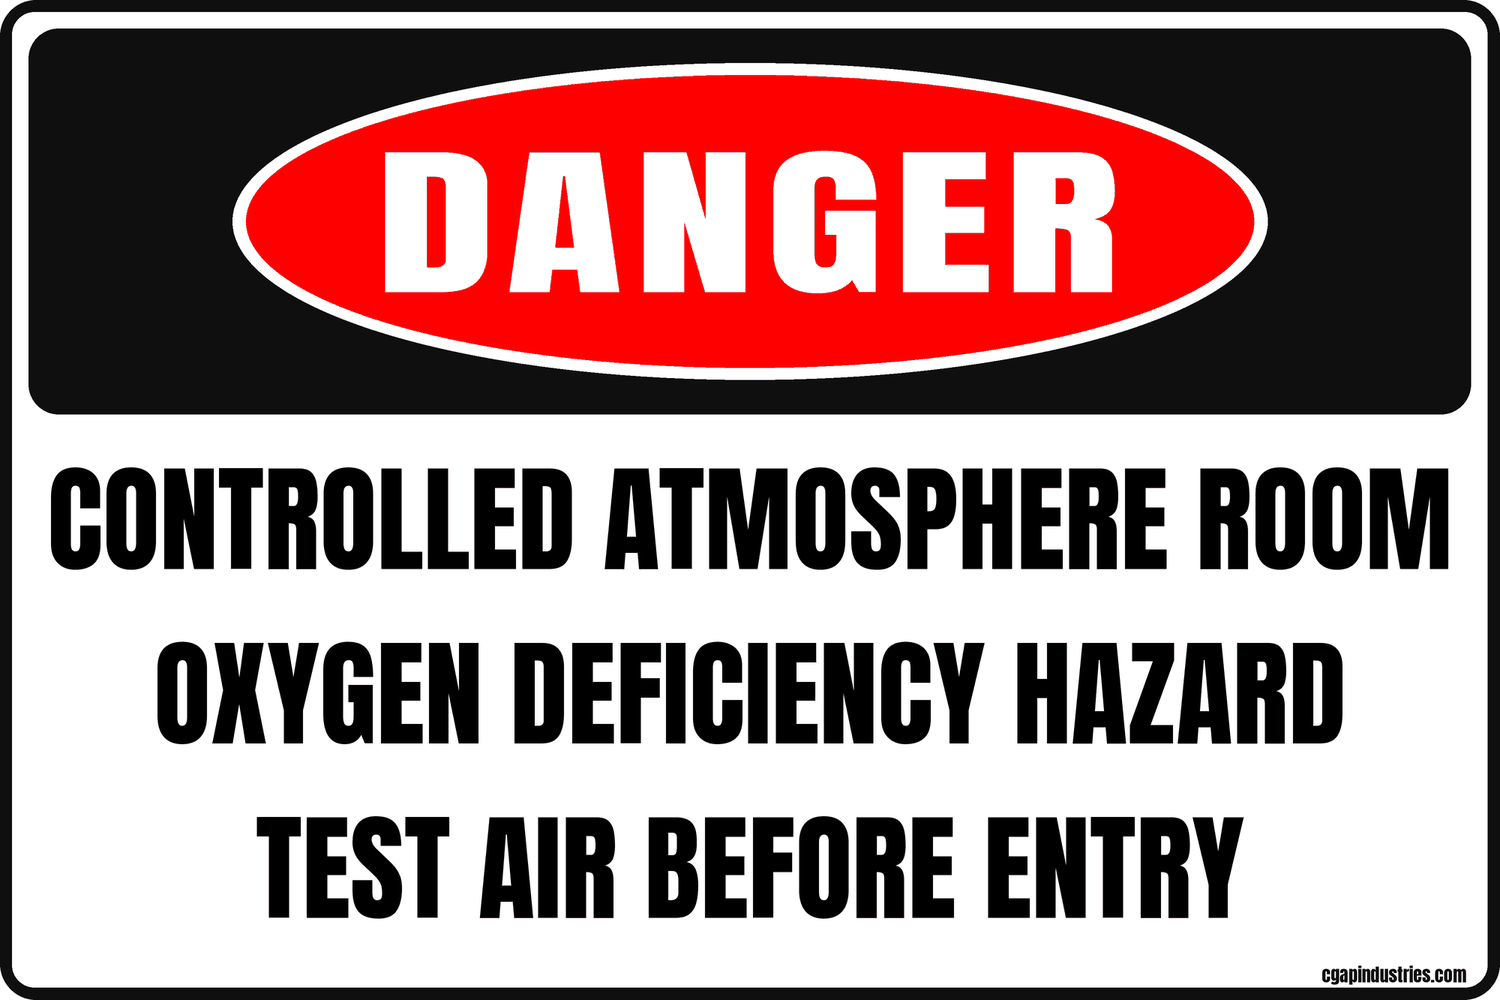 DANGER
CONTROLLED ATMOSPHERE ROOM
OXYGEN DEFICIENCY HAZARD
TEST AIR BEFORE ENTRY
cgapindustries.com